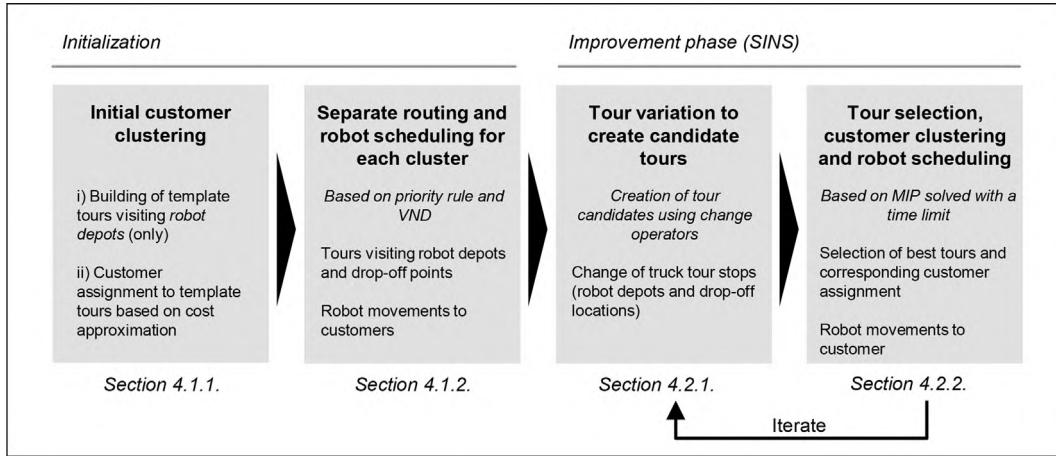 Initialization
Improvement phase (SINS)
Initial customer
clustering
i) Building of template
tours visiting robot
depots (only)
ii) Customer
assignment to template
tours based on cost
approximation
Separate routing and
robot scheduling for
each cluster
Based on priority rule and
VND
Tours visiting robot depots
and drop-off points
Robot movements to
customers
Tour variation to
create candidate
tours
Creation of tour
candidates using change
operators
Change of truck tour stops
(robot depots and drop-off
locations)
Tour selection,
customer clustering
and robot scheduling
Based on MIP solved with a
time limit
Selection of best tours and
corresponding customer
assignment
Robot movements to
customer
Section 4.1.1.
Section 4.1.2.
Section 4.2.1.
Section 4.2.2.
Iterate